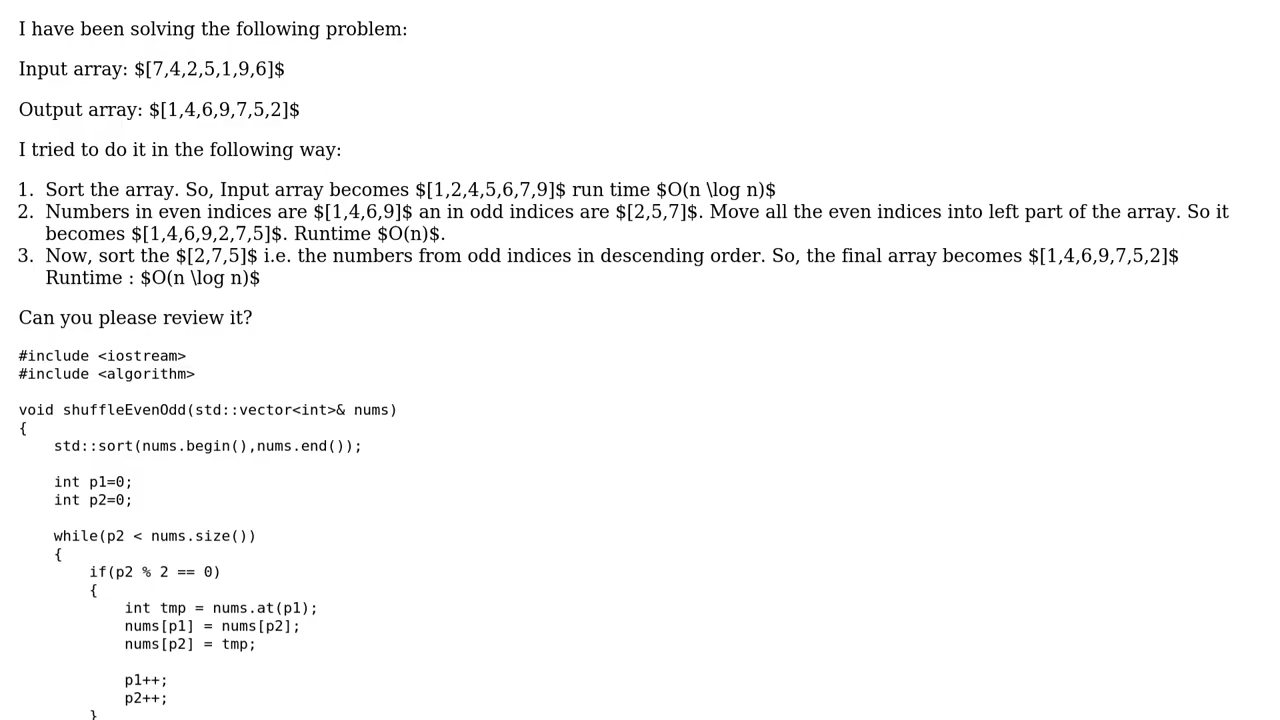 I have been solving the following problem:
Input array: $[7,4,2,5,1,9,6]$
Output array: $[1,4,6,9,7,5,2]$
I tried to do it in the following way:
1. Sort the array. So, Input array becomes $[1,2,4,5,6,7,9]$ run time $O(n \log n)$
2. Numbers in even indices are $[1,4,6,9]$ an in odd indices are $[2,5,7]$. Move all the even indices into left part of the array. So it
becomes $[1,4,6,9,2,7,5]$. Runtime $O(n)$.
3. Now, sort the $[2,7,5]$ i.e. the numbers from odd indices in descending order. So, the final array becomes $[1,4,6,9,7,5,2]$
Runtime : $O(n \log n)$
Can you please review it?
#include <iostream>
#include <algorithm>
void shuffleEvenOdd(std::vector<int>& nums)
{
    std::sort(nums.begin(),nums.end());
    int p1=0;
    int p2=0;
    while(p2 < nums.size())
    {
        if(p2 % 2 == 0)
        {
            int tmp = nums.at(p1);
            nums[p1] = nums[p2];
            nums[p2] = tmp;
            p1++;
            p2++;
        }